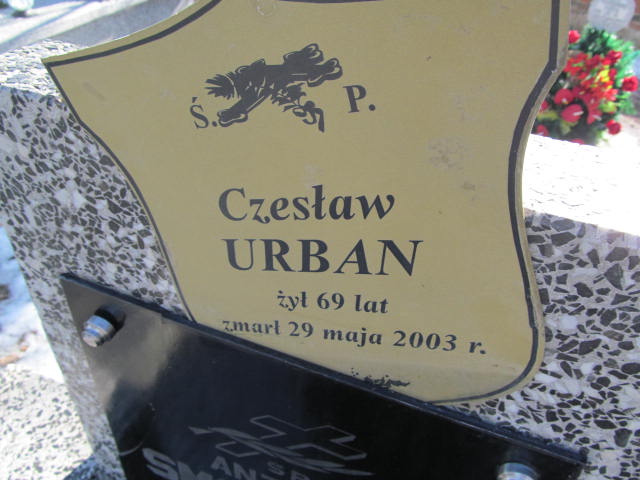 Ś. P.
Czesław
URBAN
żył 69 lat
zmarł 29 maja 2003 r.